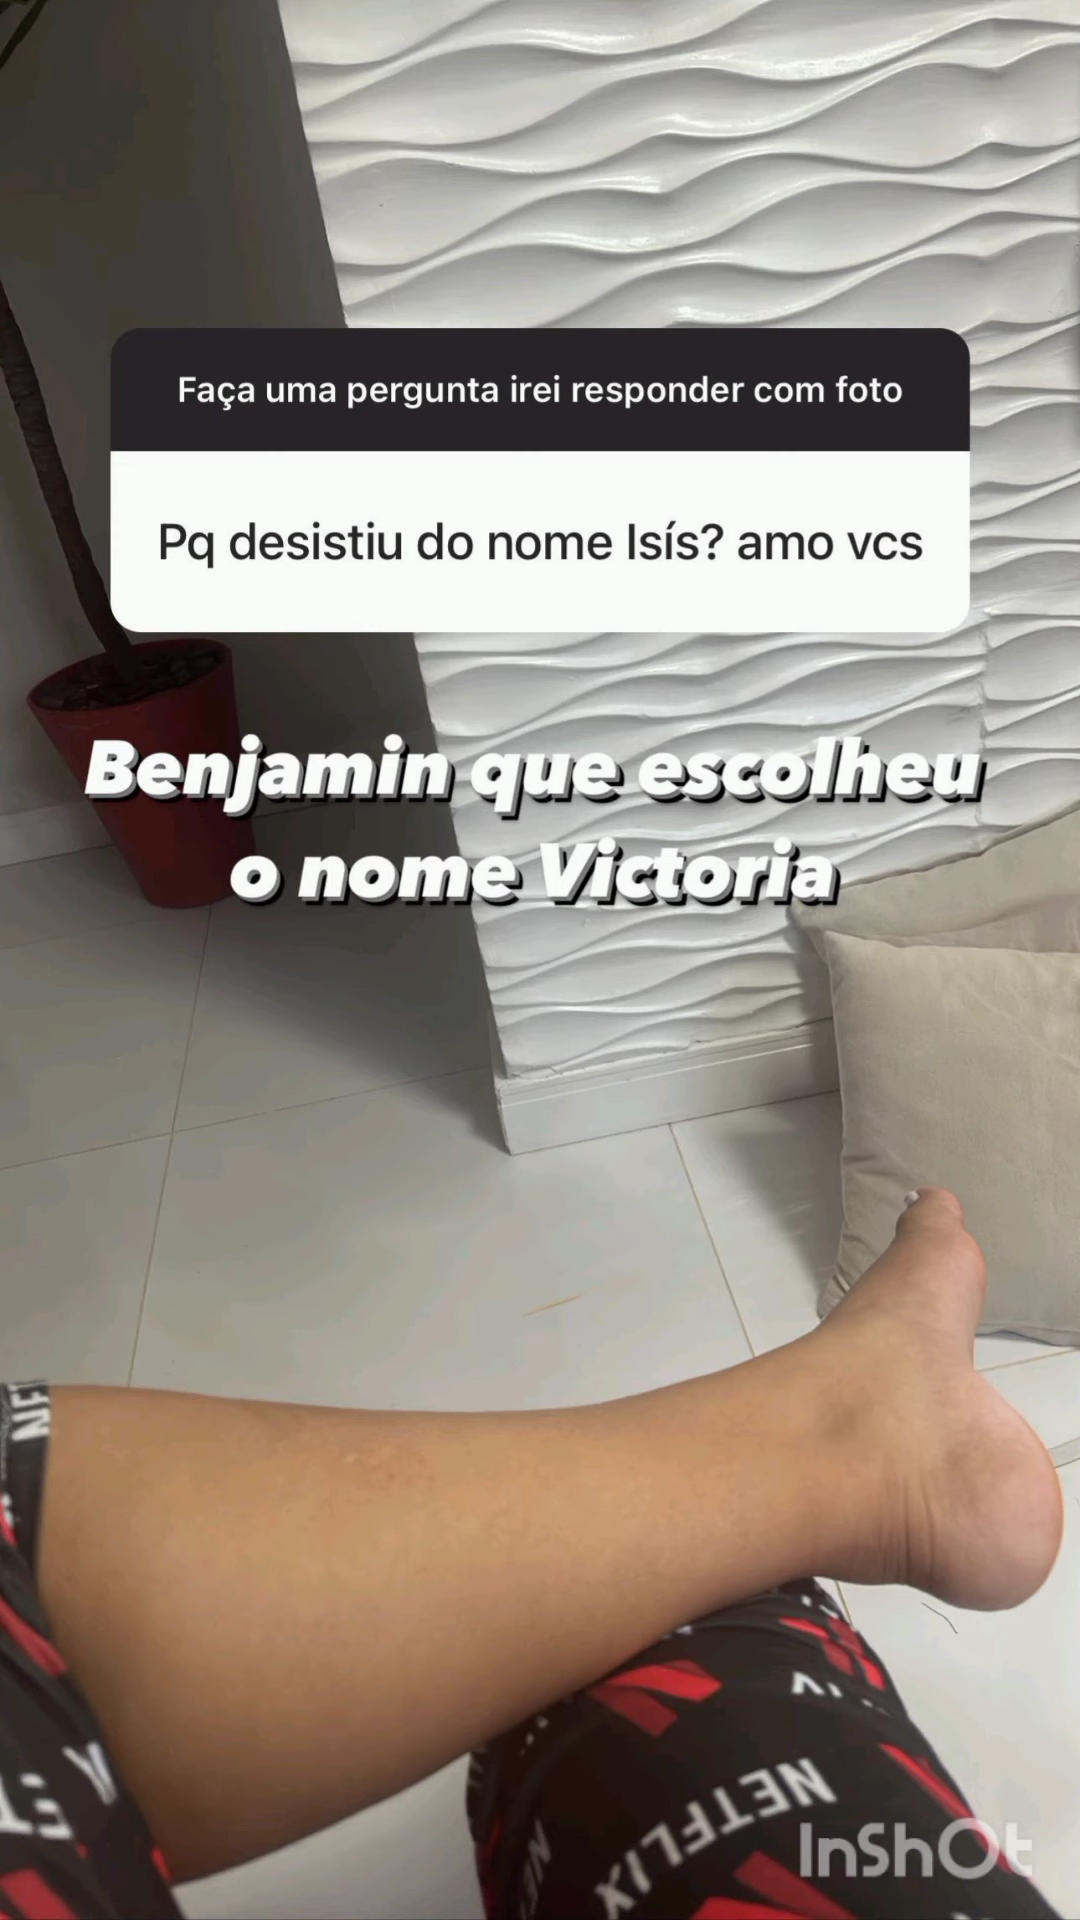 Faça uma pergunta irei responder com foto
Pq desistiu do nome Isís? amo vcs
Benjamin que escolheu
o nome Victoria
NETFLIX
InShOt